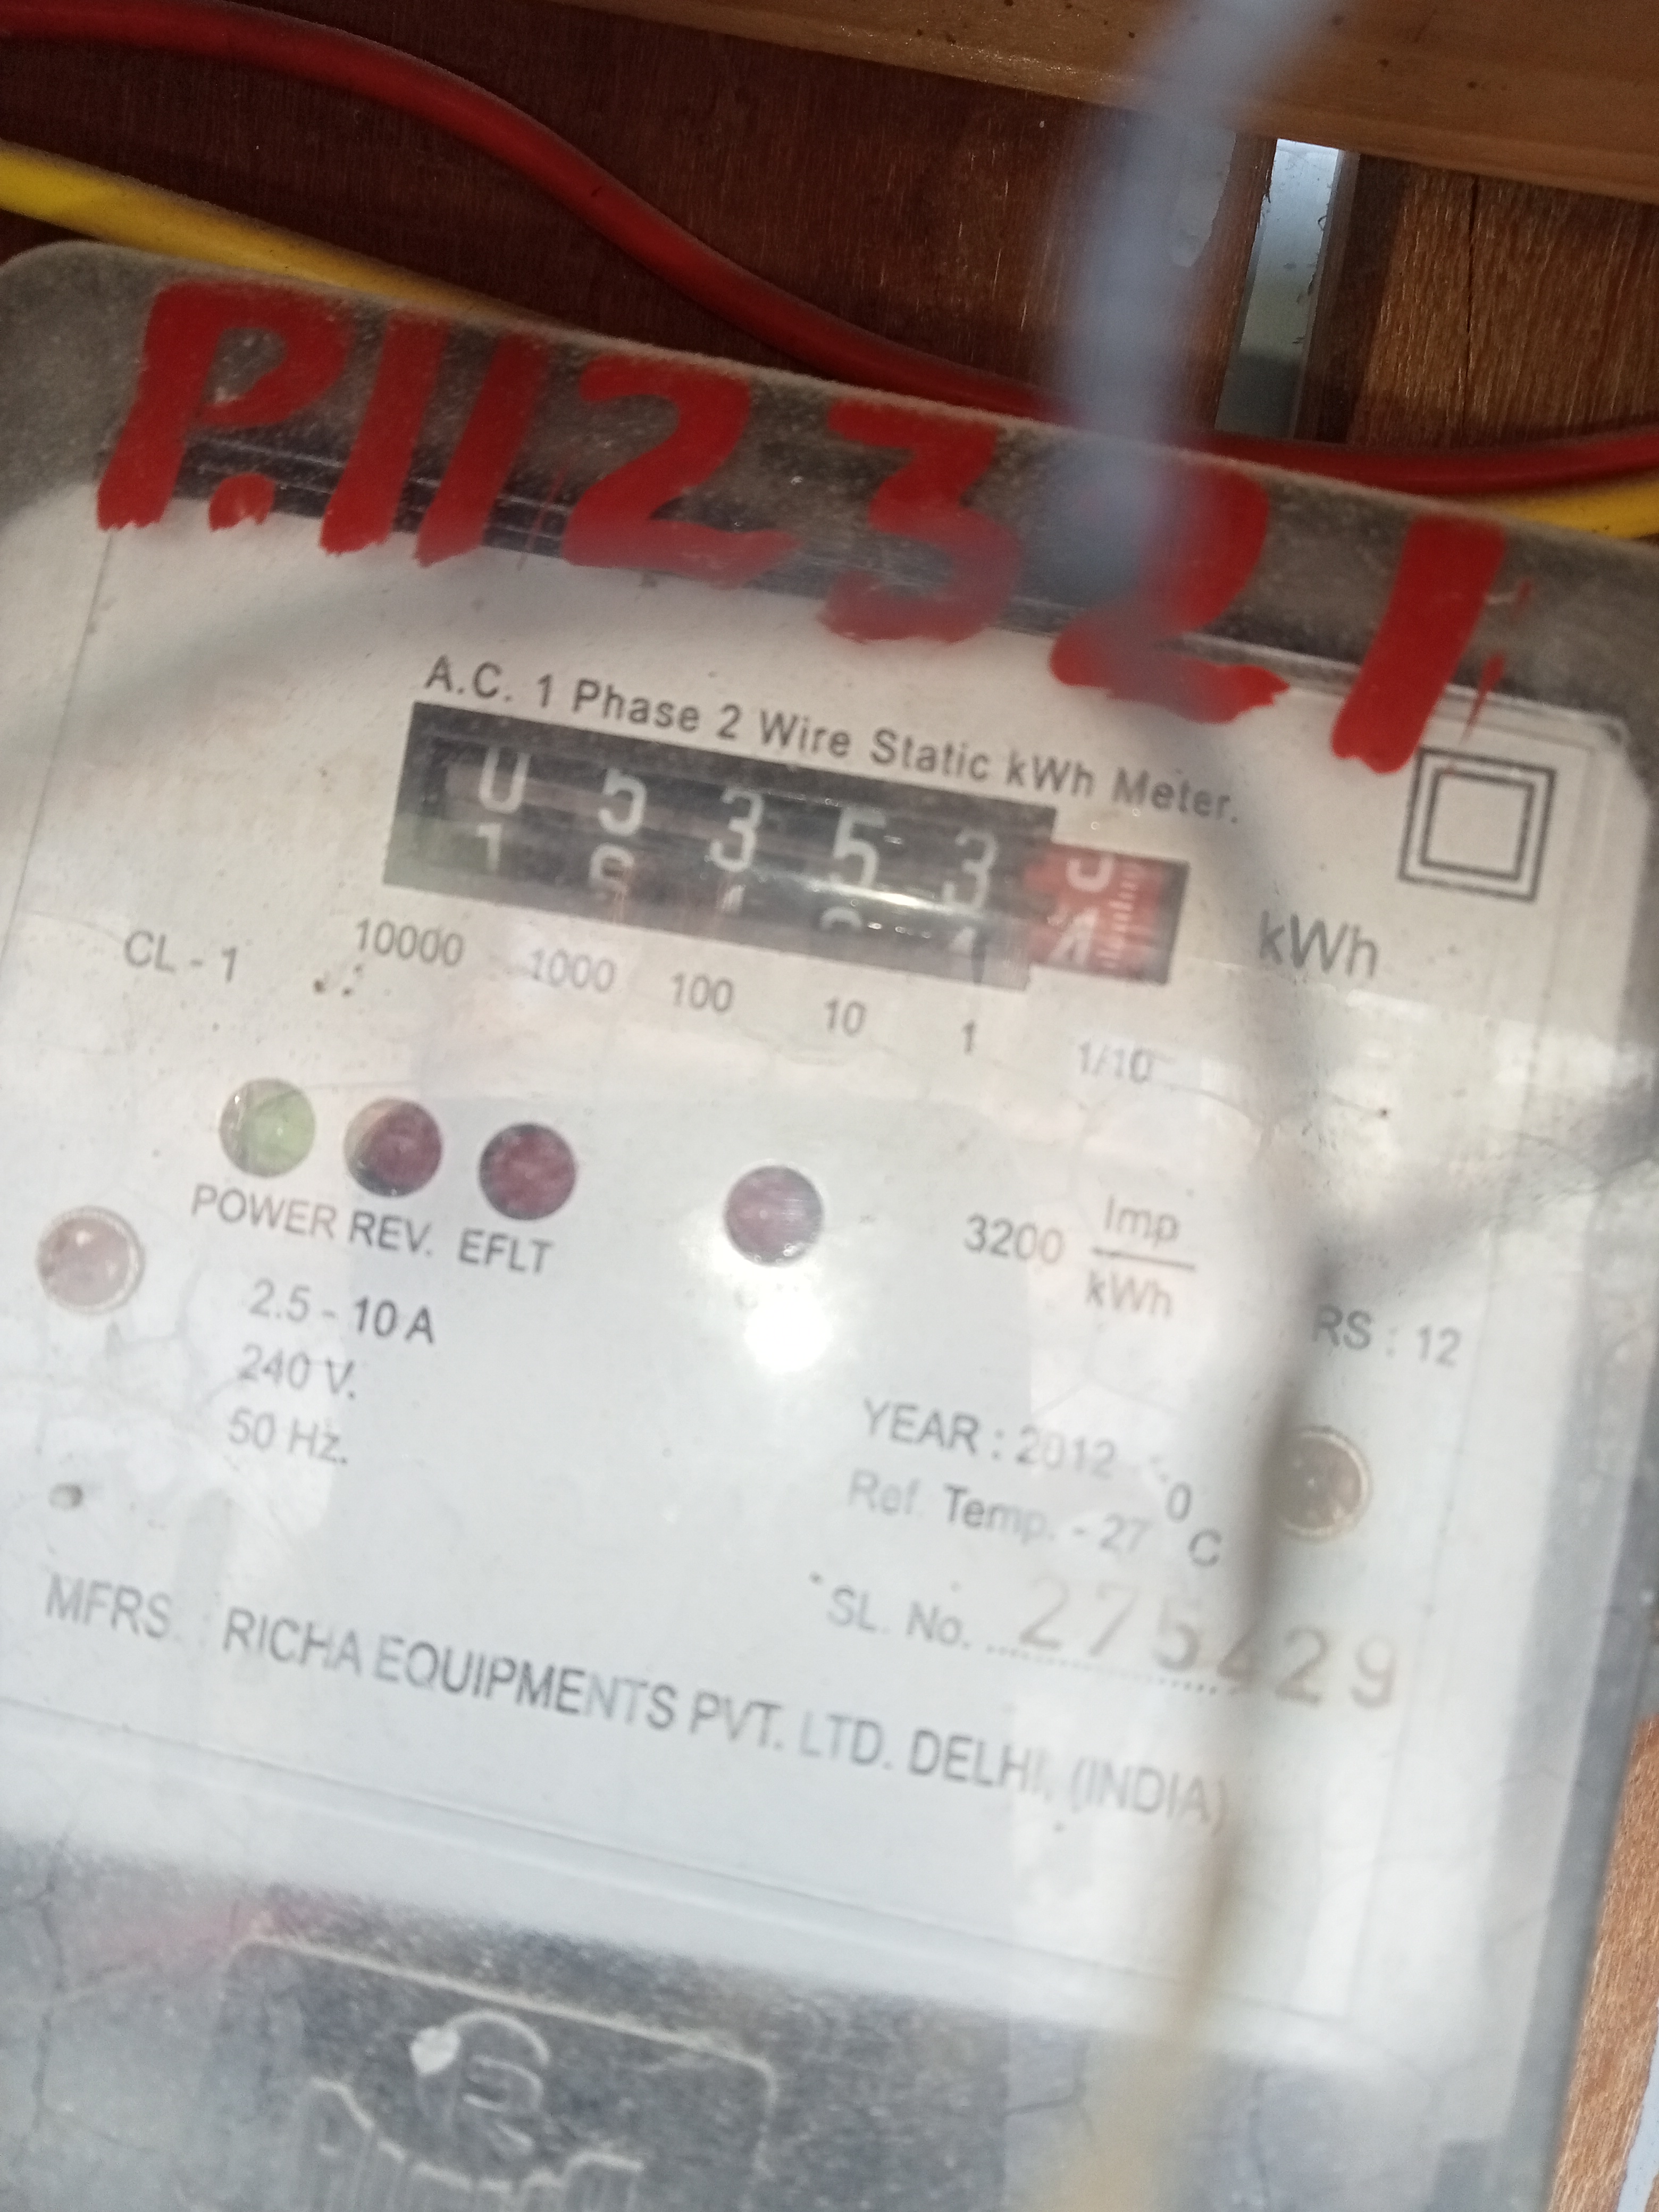 P.112321
A.C. 1 Phase 2 Wire Static kWh Meter.
0 5 3 5 3
kWh
CL - 1
10000 1000 100 10 1 1/10
POWER REV. EFLT
3200 Imp
kWh
2.5 - 10 A
RS : 12
240 V.
50 Hz.
YEAR : 2012
Ref. Temp. - 27 0 C
SL. No.
MFRS. RICHA EQUIPMENTS PVT. LTD. DELHI, (INDIA)